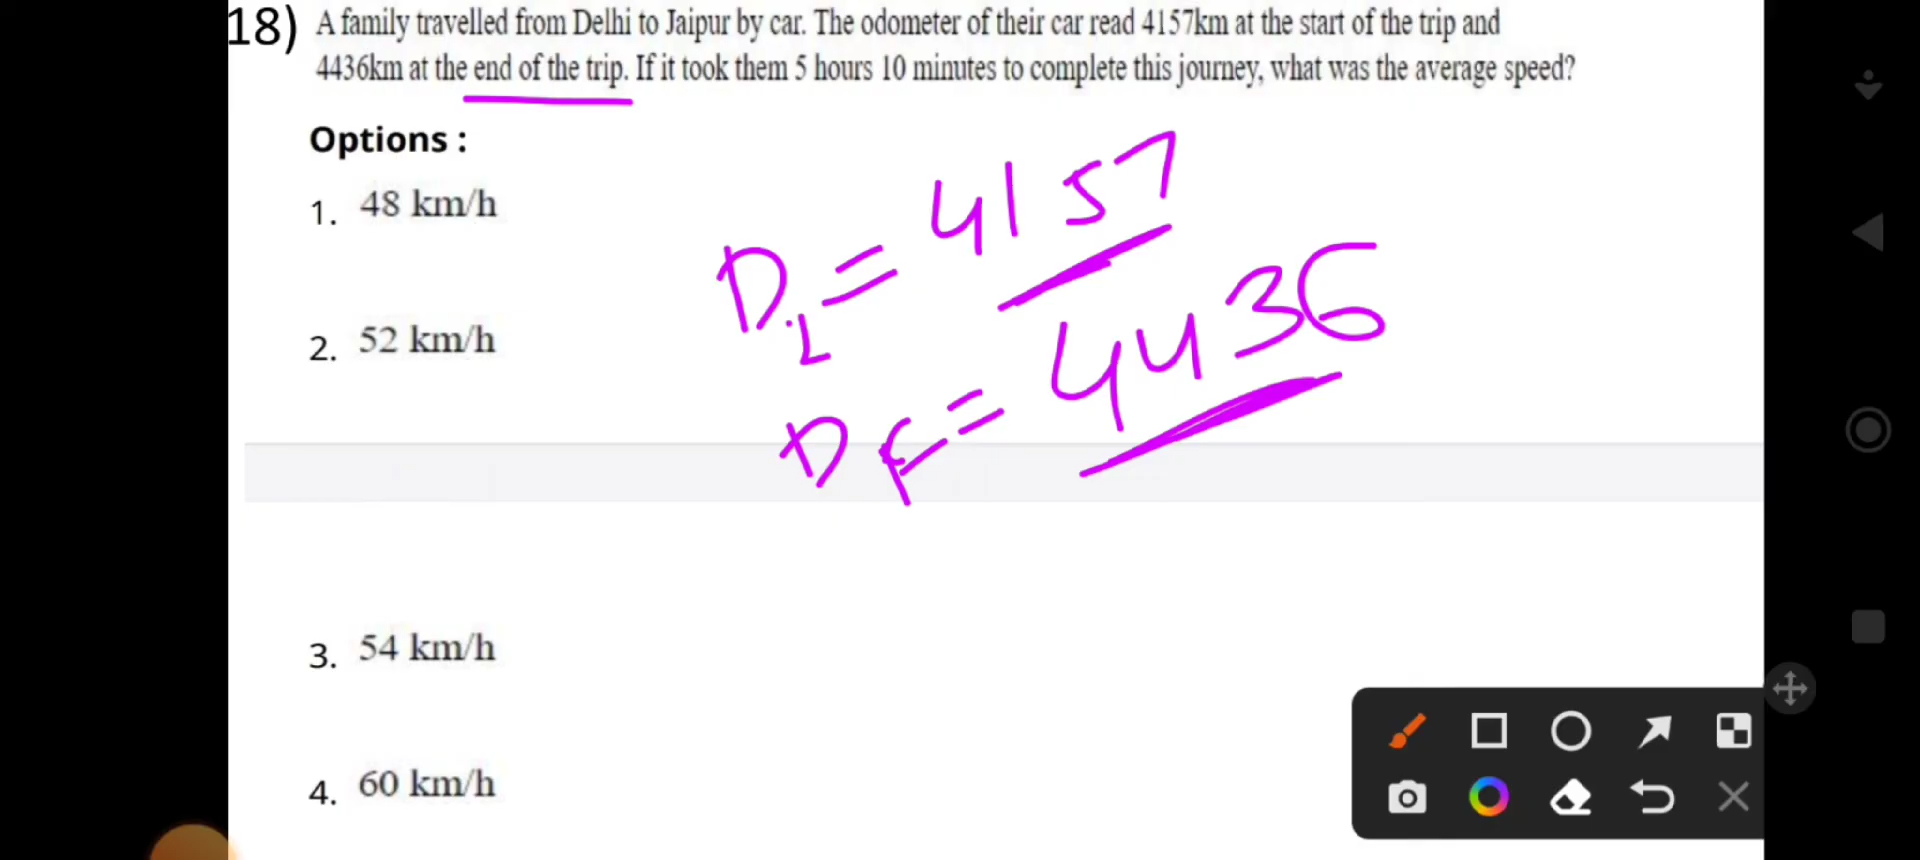 18) A family travelled from Delhi to Jaipur by car. The odometer of their car read 4157km at the start of the trip and
4436km at the end of the trip. If it took them 5 hours 10 minutes to complete this journey, what was the average speed?
Options :
1. 48 km/h
Di = 4157
2. 52 km/h
Df = 4436
3. 54 km/h
4. 60 km/h